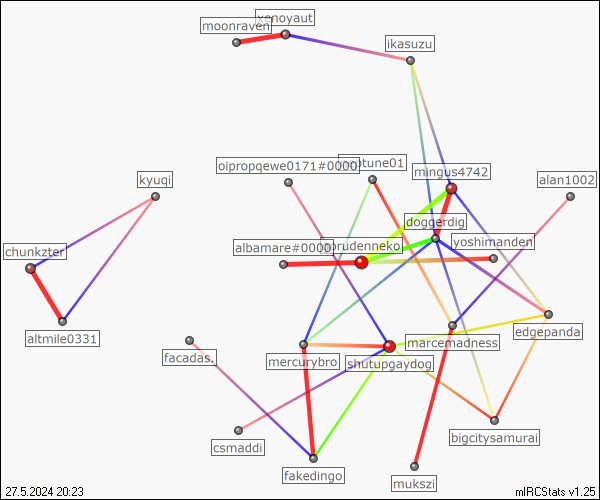 xenoyaut
moonraven
ikasuzu
neptune01
oipropqewe0171#0000
mingus4742
kyuqi
alan1002
doggerdig
yoshimanden
albamare#0000
prudenneko
chunkzter
edgepanda
altmile0331
marcemadness
mercurybro
shutupgaydog
facadas.
bigcitysamurai
csmaddi
fakedingo
mukszi
27.5.2024 20:23
mIRCStats v1.25